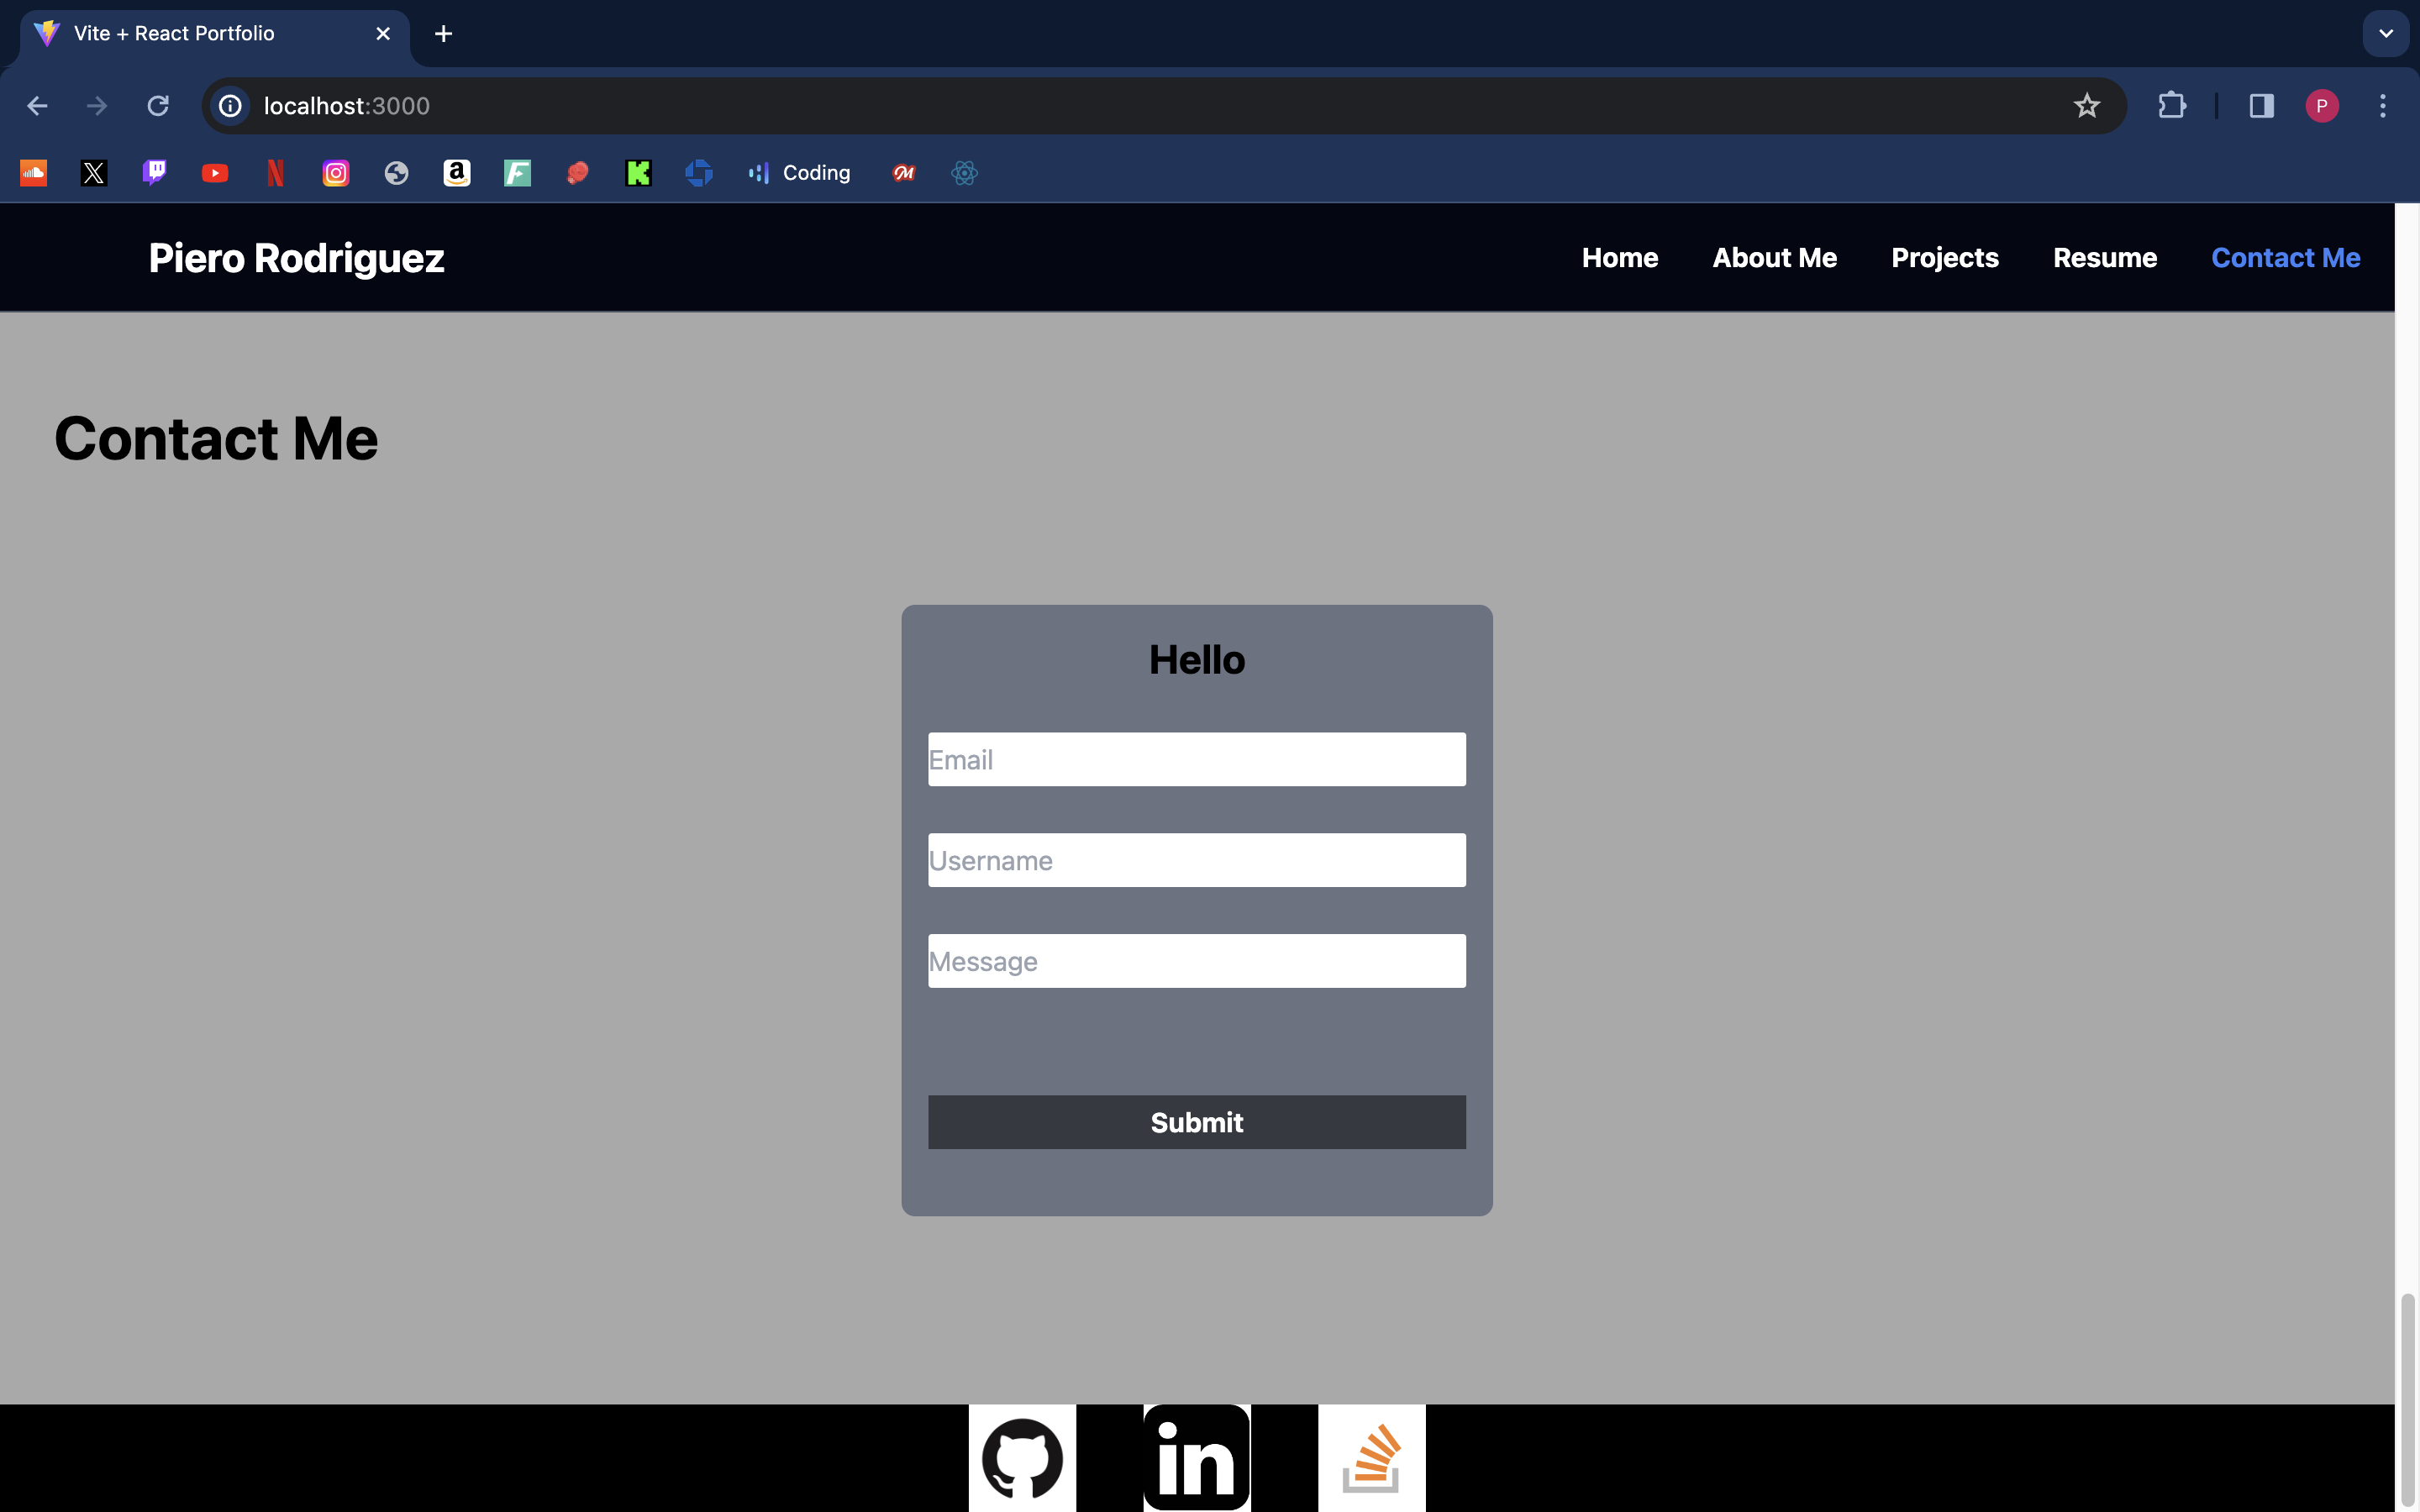 Vite + React Portfolio
localhost:3000
P
Coding
Piero Rodriguez
Home
About Me
Projects
Resume
Contact Me
Contact Me
Hello
Email
Username
Message
Submit
in